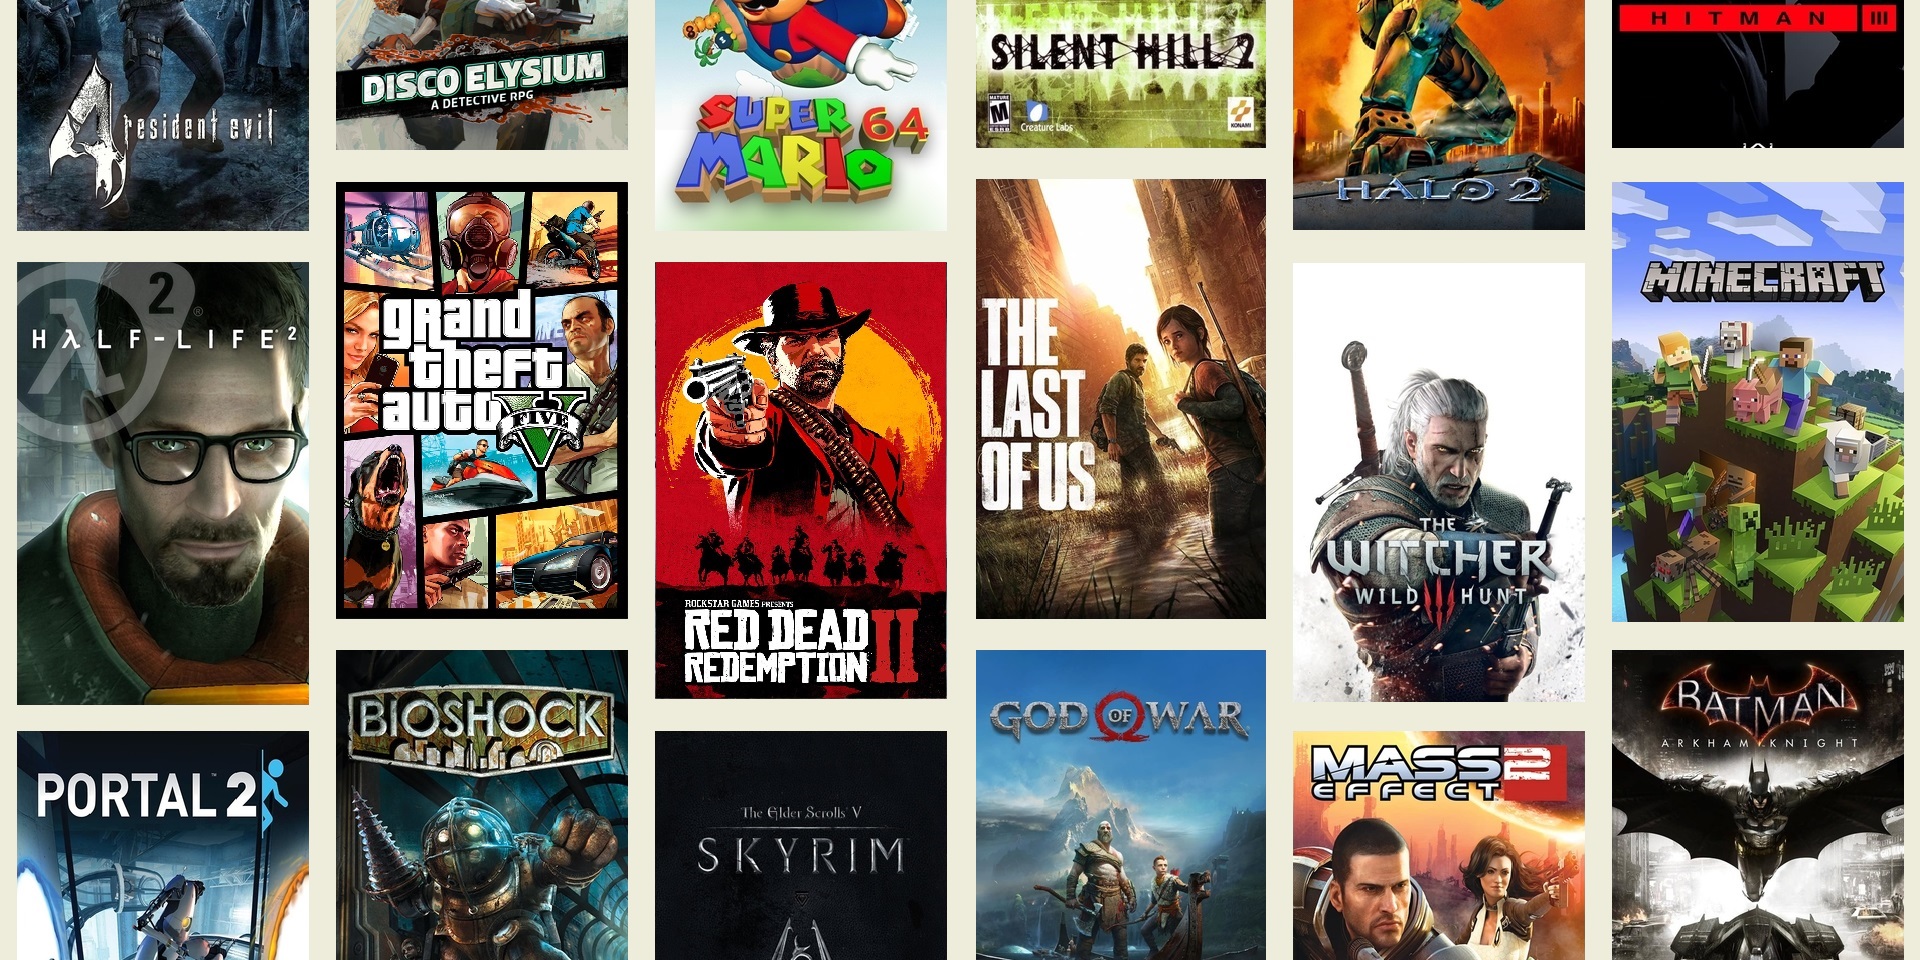 4 resident evil
DISCO ELYSIUM
A DETECTIVE RPG
SUPER
MARIO 64
SILENT HILL 2
MATURE
M
ESRB
Creature Labs
KONAMI
HALO 2
HITMAN III
2
®
HλLF-LIFE²
grand
theft
auto
FIVE
V
ROCKSTAR GAMES PRESENTS
RED DEAD
REDEMPTION II
THE
LAST
OF US
THE
WITCHER
WILD III HUNT
MINECRAFT
PORTAL 2
BIOSHOCK
The Elder Scrolls V
SKYRIM
GOD OF WAR
MASS
EFFECT 2
BATMAN
ARKHAM KNIGHT